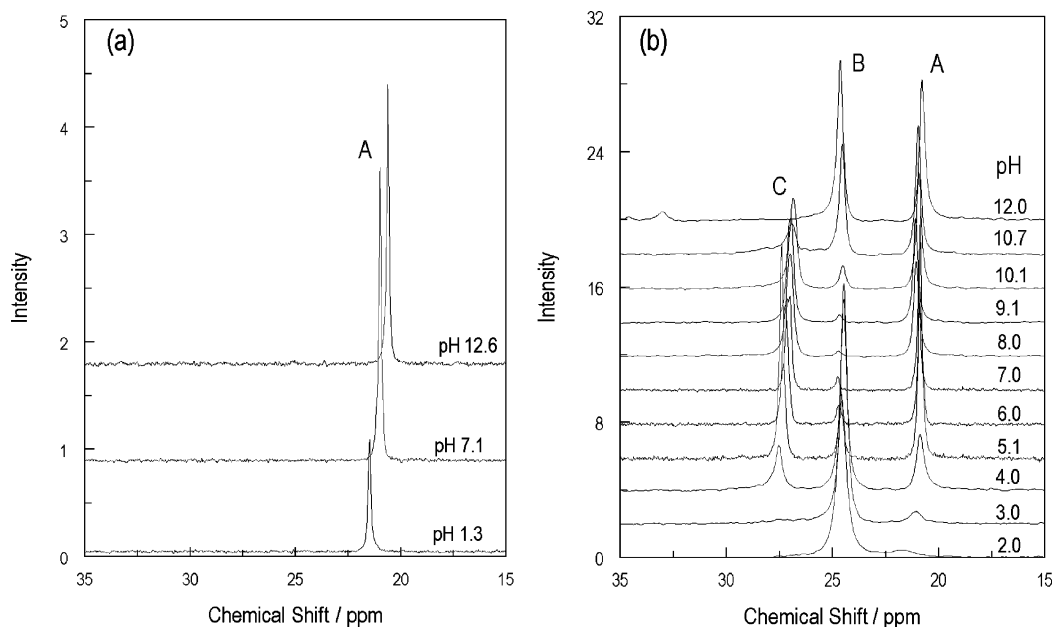 (a)
5
4
3
2
1
0
Intensity
A
pH 12.6
pH 7.1
pH 1.3
35
30
25
20
15
Chemical Shift / ppm
(b)
32
24
16
8
0
Intensity
B
A
C
pH
12.0
10.7
10.1
9.1
8.0
7.0
6.0
5.1
4.0
3.0
2.0
35
30
25
20
15
Chemical Shift / ppm